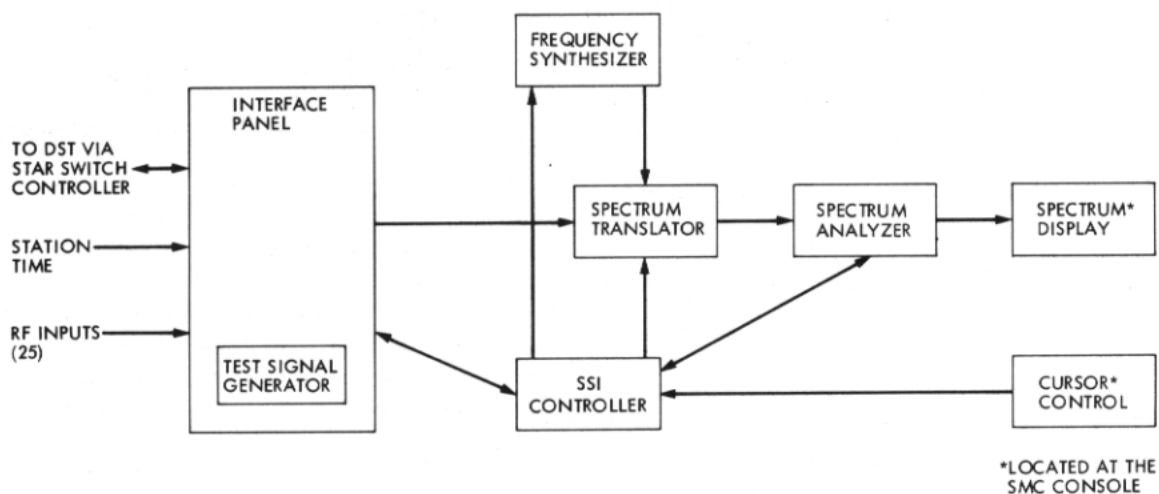 FREQUENCY
SYNTHESIZER
INTERFACE
PANEL
TO DST VIA
STAR SWITCH
CONTROLLER
STATION
TIME
RF INPUTS
(25)
TEST SIGNAL
GENERATOR
SPECTRUM
TRANSLATOR
SPECTRUM
ANALYZER
SPECTRUM*
DISPLAY
SSI
CONTROLLER
CURSOR*
CONTROL
*LOCATED AT THE
SMC CONSOLE